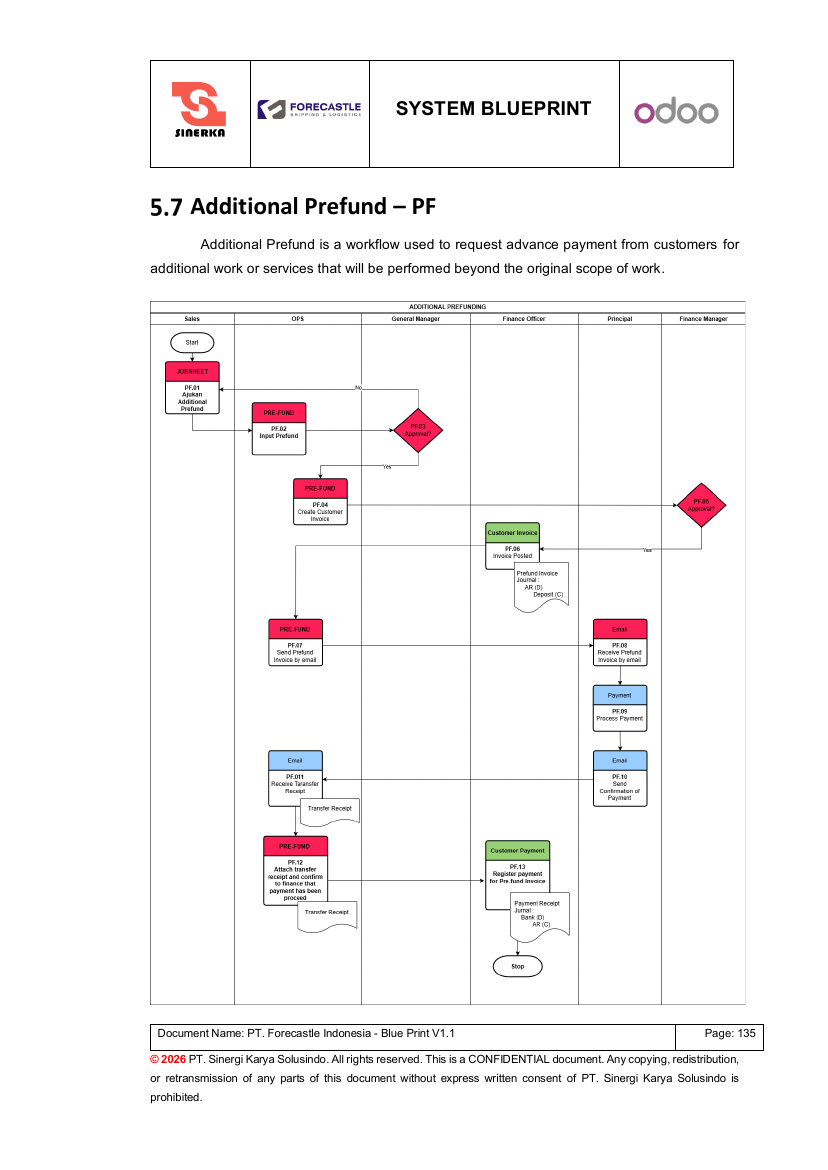 SINERKA
FORECASTLE
SHIPPING & LOGISTICS
SYSTEM BLUEPRINT
odoo
5.7 Additional Prefund – PF
Additional Prefund is a workflow used to request advance payment from customers for
additional work or services that will be performed beyond the original scope of work.
ADDITIONAL PREFUNDING
Sales
OPS
General Manager
Finance Officer
Principal
Finance Manager
Start
JOBSHEET
PF.01
Ajukan
Additional
Prefund
No
PRE-FUND
PF.02
Input Prefund
PF.03
Approval?
Yes
PRE-FUND
PF.04
Create Customer
Invoice
PF.05
Approval?
Yes
Customer Invoice
PF.06
Invoice Posted
Prefund Invoice
Journal :
AR (D)
Deposit (C)
PRE-FUND
PF.07
Send Prefund
Invoice by email
Email
PF.08
Receive Prefund
Invoice by email
Payment
PF.09
Process Payment
Email
PF.011
Receive Taransfer
Receipt
Transfer Receipt
Email
PF.10
Send
Confirmation of
Payment
PRE-FUND
PF.12
Attach transfer
receipt and confirm
to finance that
payment has been
proceed
Transfer Receipt
Customer Payment
PF.13
Register payment
for Pre.fund Invoice
Payment Receipt
Jurnal :
Bank (D)
AR (C)
Stop
Document Name: PT. Forecastle Indonesia - Blue Print V1.1
Page: 135
© 2026 PT. Sinergi Karya Solusindo. All rights reserved. This is a CONFIDENTIAL document. Any copying, redistribution,
or retransmission of any parts of this document without express written consent of PT. Sinergi Karya Solusindo is
prohibited.